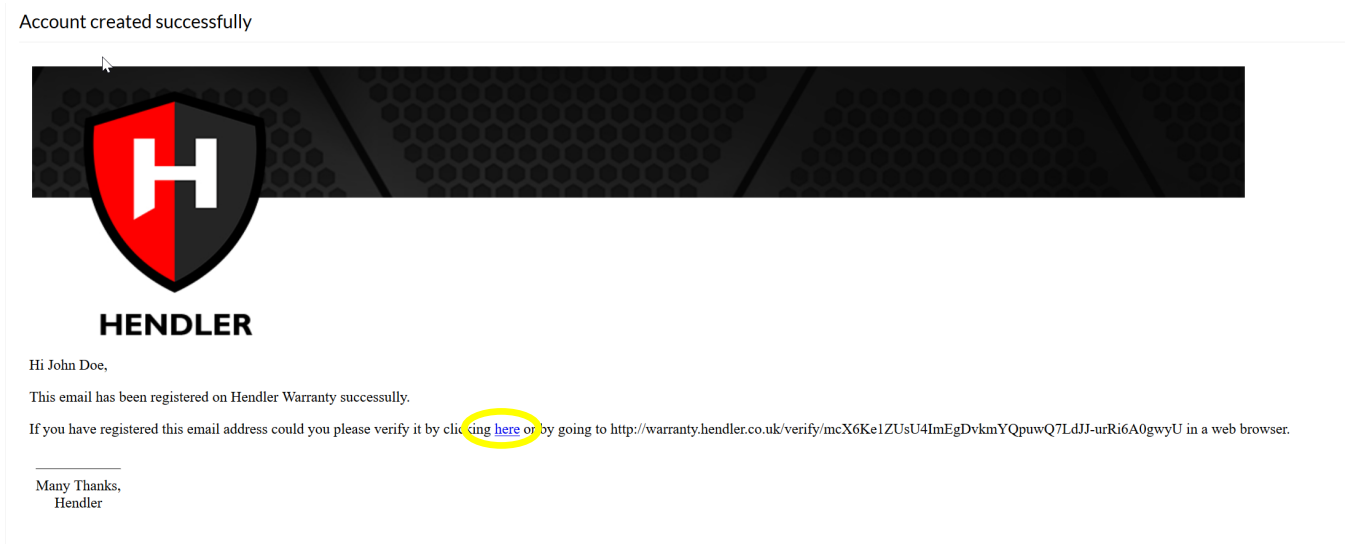 Account created successfully
H
HENDLER
Hi John Doe,
This email has been registered on Hendler Warranty successully.
If you have registered this email address could you please verify it by clicking here or by going to http://warranty.hendler.co.uk/verify/mcX6Ke1ZUsU4ImEgDvkmYQpuwQ7LdJJ-urRi6A0gwyU in a web browser.
Many Thanks,
Hendler